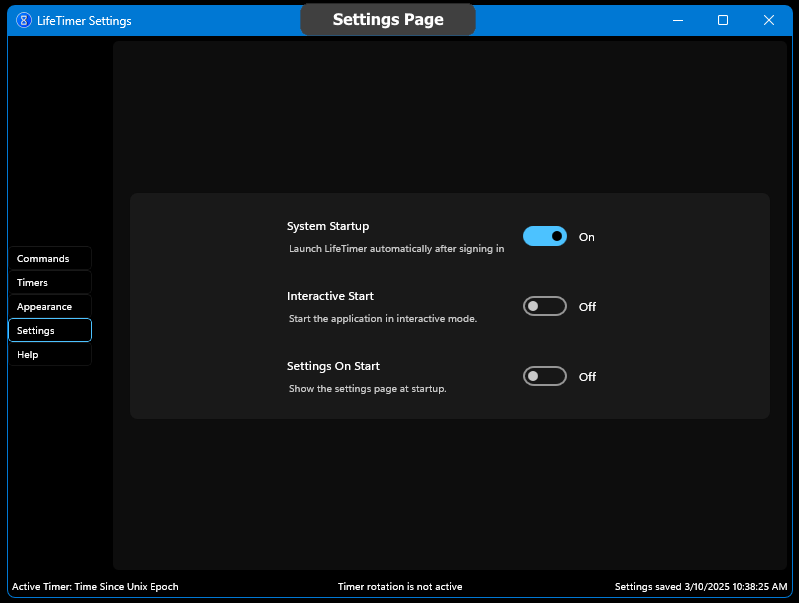 LifeTimer Settings
Settings Page
System Startup
Launch LifeTimer automatically after signing in
On
Interactive Start
Start the application in interactive mode.
Off
Settings On Start
Show the settings page at startup.
Off
Commands
Timers
Appearance
Settings
Help
Active Timer: Time Since Unix Epoch
Timer rotation is not active
Settings saved 3/10/2025 10:38:25 AM